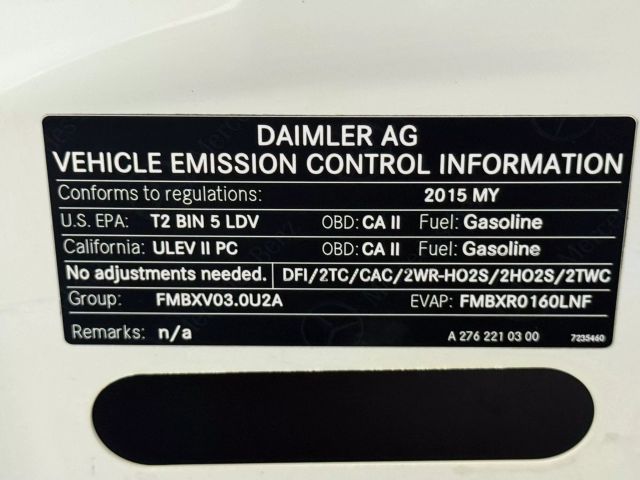 DAIMLER AG
VEHICLE EMISSION CONTROL INFORMATION
Conforms to regulations: 2015 MY
U.S. EPA: T2 BIN 5 LDV OBD: CA II Fuel: Gasoline
California: ULEV II PC OBD: CA II Fuel: Gasoline
No adjustments needed. DFI/2TC/CAC/2WR-HO2S/2HO2S/2TWC
Group: FMBXV03.0U2A EVAP: FMBXR0160LNF
Remarks: n/a A 276 221 03 00 7235460